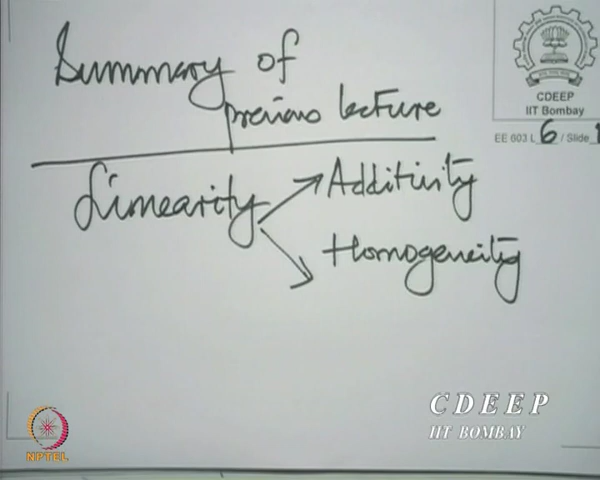 Summary of
previous lecture
Linearity
Additivity
Homogeneity
CDEEP
IIT Bombay
EE 603 L 6 / Slide 1
CDEEP
IIT BOMBAY
NPTEL